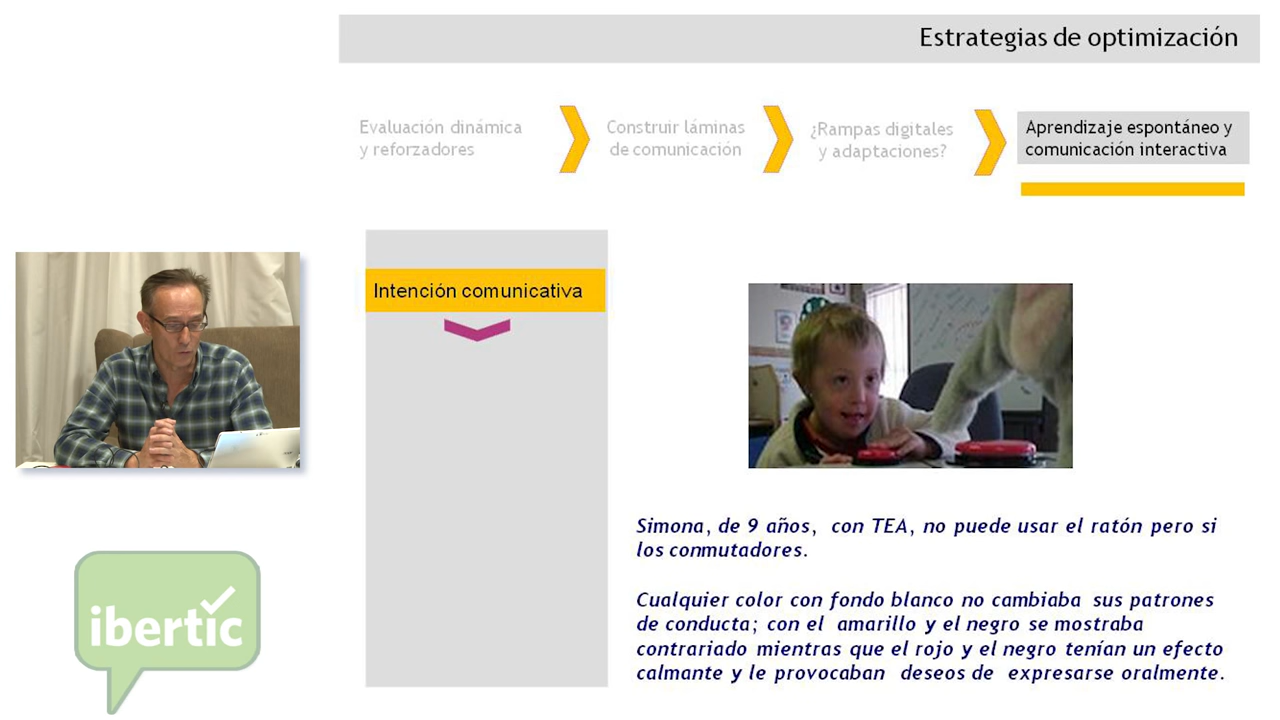 Estrategias de optimización
Evaluación dinámica
y reforzadores
Construir láminas
de comunicación
¿Rampas digitales
y adaptaciones?
Aprendizaje espontáneo y
comunicación interactiva
Intención comunicativa
Simona, de 9 años, con TEA, no puede usar el ratón pero si
los conmutadores.
Cualquier color con fondo blanco no cambiaba sus patrones
de conducta; con el amarillo y el negro se mostraba
contrariado mientras que el rojo y el negro tenían un efecto
calmante y le provocaban deseos de expresarse oralmente.
ibertic